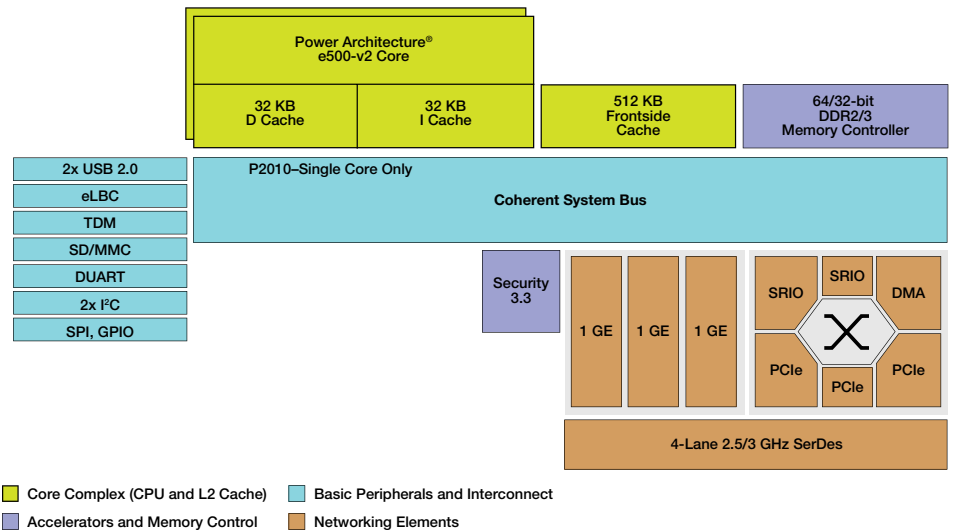 Power Architecture®
e500-v2 Core
32 KB
D Cache
32 KB
I Cache
512 KB
Frontside
Cache
64/32-bit
DDR2/3
Memory Controller
2x USB 2.0
eLBC
TDM
SD/MMC
DUART
2x I²C
SPI, GPIO
P2010–Single Core Only
Coherent System Bus
Security
3.3
1 GE
1 GE
1 GE
SRIO
SRIO
DMA
PCIe
PCIe
PCIe
4-Lane 2.5/3 GHz SerDes
Core Complex (CPU and L2 Cache)
Basic Peripherals and Interconnect
Accelerators and Memory Control
Networking Elements